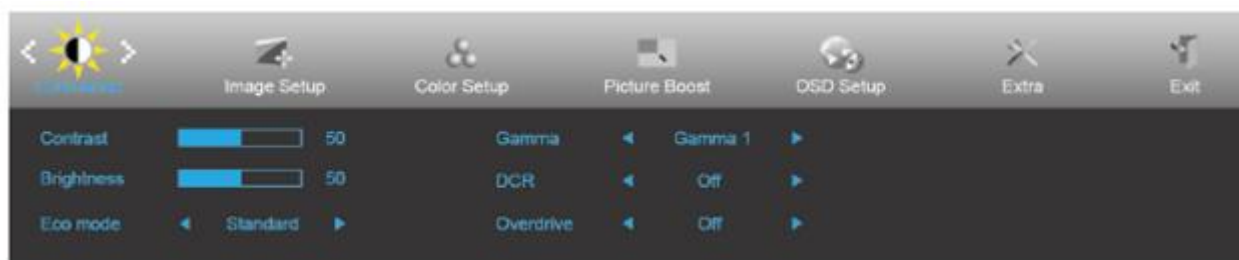 Image Setup Color Setup Picture Boost OSD Setup Extra Exit
Contrast 50 Gamma Gamma 1
Brightness 50 DCR Off
Eco mode Standard Overdrive Off